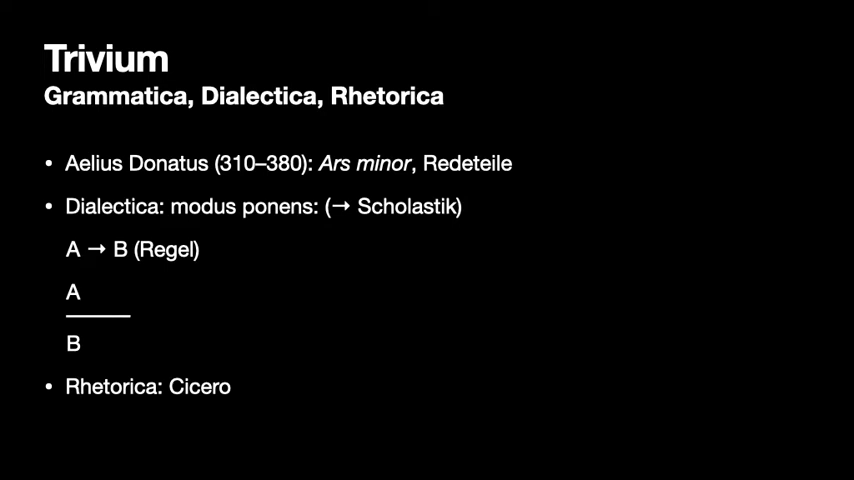 Trivium
Grammatica, Dialectica, Rhetorica
• Aelius Donatus (310–380): Ars minor, Redeteile
• Dialectica: modus ponens: (→ Scholastik)
A → B (Regel)
A
B
• Rhetorica: Cicero